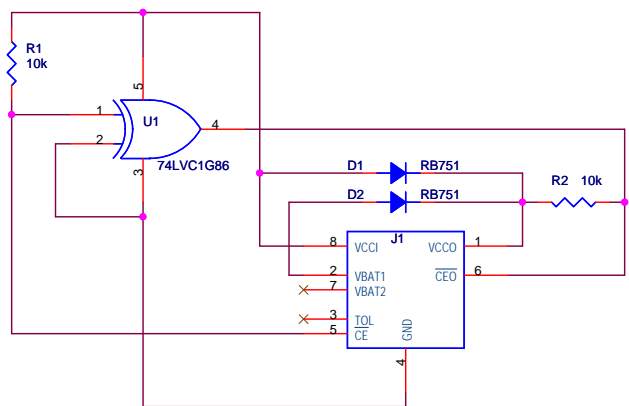 R1
10k
1
2
5
U1
4
3
74LVC1G86
D1 RB751
D2 RB751
R2 10k
J1
8 VCCI VCCO 1
2 VBAT1 CEO 6
7 VBAT2
3 TOL
5 CE
GND
4